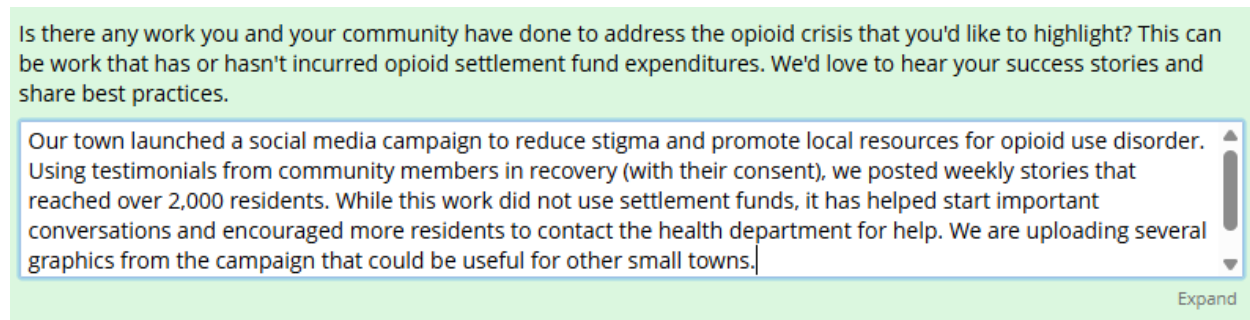 Is there any work you and your community have done to address the opioid crisis that you'd like to highlight? This can
be work that has or hasn't incurred opioid settlement fund expenditures. We'd love to hear your success stories and
share best practices.
Our town launched a social media campaign to reduce stigma and promote local resources for opioid use disorder.
Using testimonials from community members in recovery (with their consent), we posted weekly stories that
reached over 2,000 residents. While this work did not use settlement funds, it has helped start important
conversations and encouraged more residents to contact the health department for help. We are uploading several
graphics from the campaign that could be useful for other small towns.
Expand